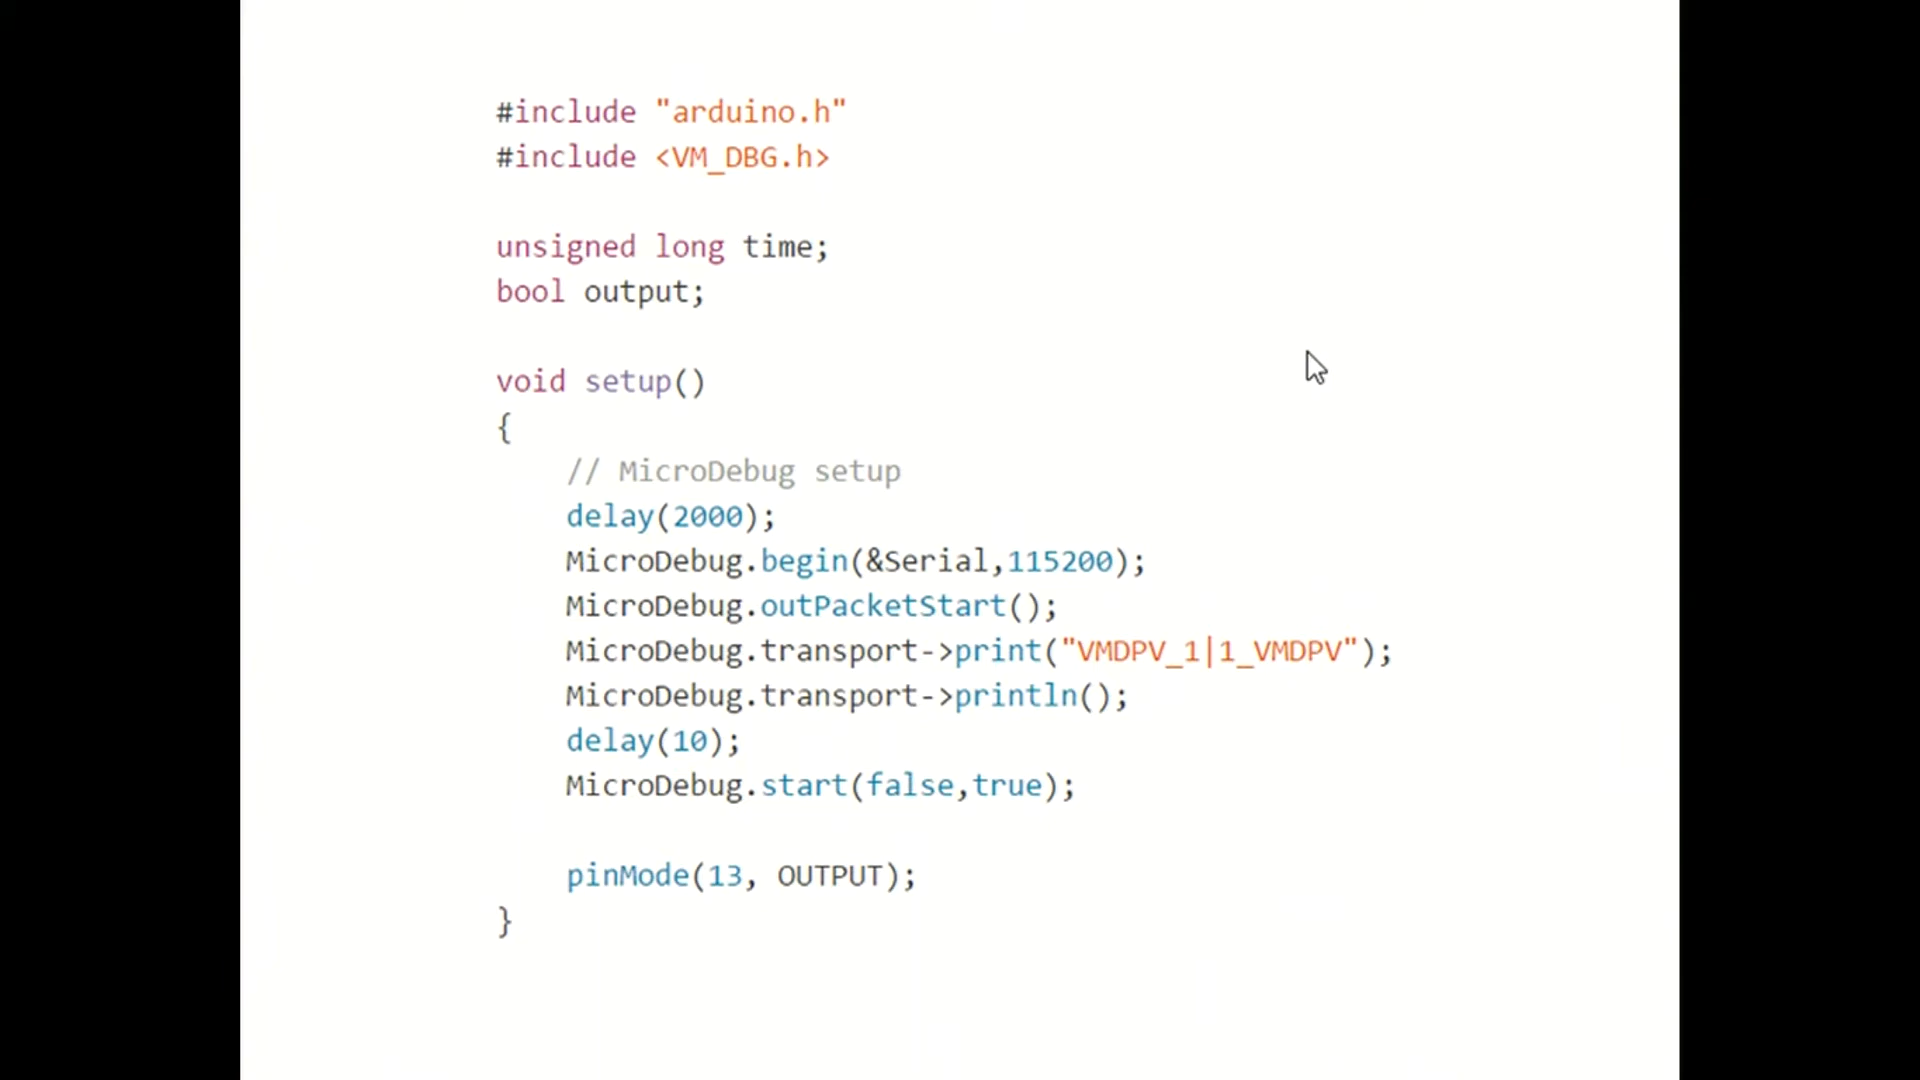 #include "arduino.h"
#include <VM_DBG.h>
unsigned long time;
bool output;
void setup()
{
// MicroDebug setup
delay(2000);
MicroDebug.begin(&Serial,115200);
MicroDebug.outPacketStart();
MicroDebug.transport->print("VMDPV_1|1_VMDPV");
MicroDebug.transport->println();
delay(10);
MicroDebug.start(false,true);
pinMode(13, OUTPUT);
}